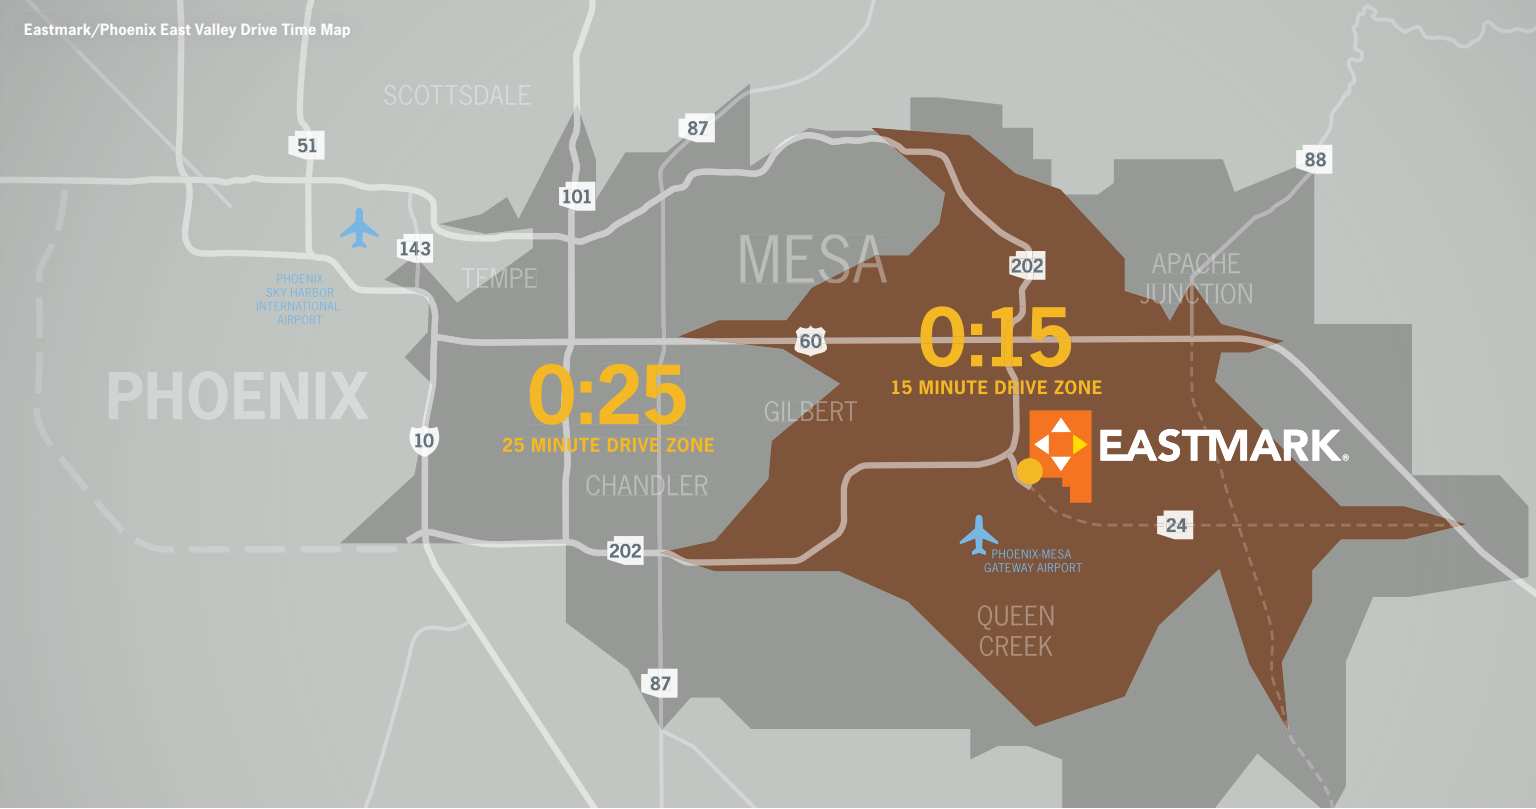 Eastmark/Phoenix East Valley Drive Time Map
SCOTTSDALE
87
51
88
101
143
MESA
202
APACHE
JUNCTION
TEMPE
PHOENIX
SKY HARBOR
INTERNATIONAL
AIRPORT
60
0:15
15 MINUTE DRIVE ZONE
0:25
25 MINUTE DRIVE ZONE
PHOENIX
GILBERT
10
EASTMARK®
CHANDLER
24
202
PHOENIX-MESA
GATEWAY AIRPORT
QUEEN
CREEK
87